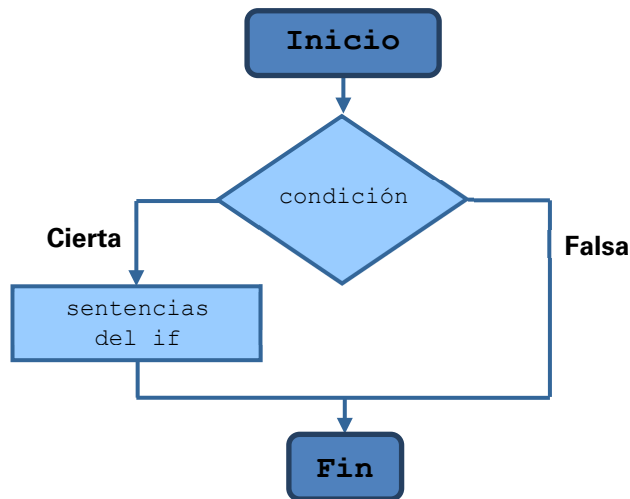 Inicio
condición
Cierta
Falsa
sentencias
del if
Fin